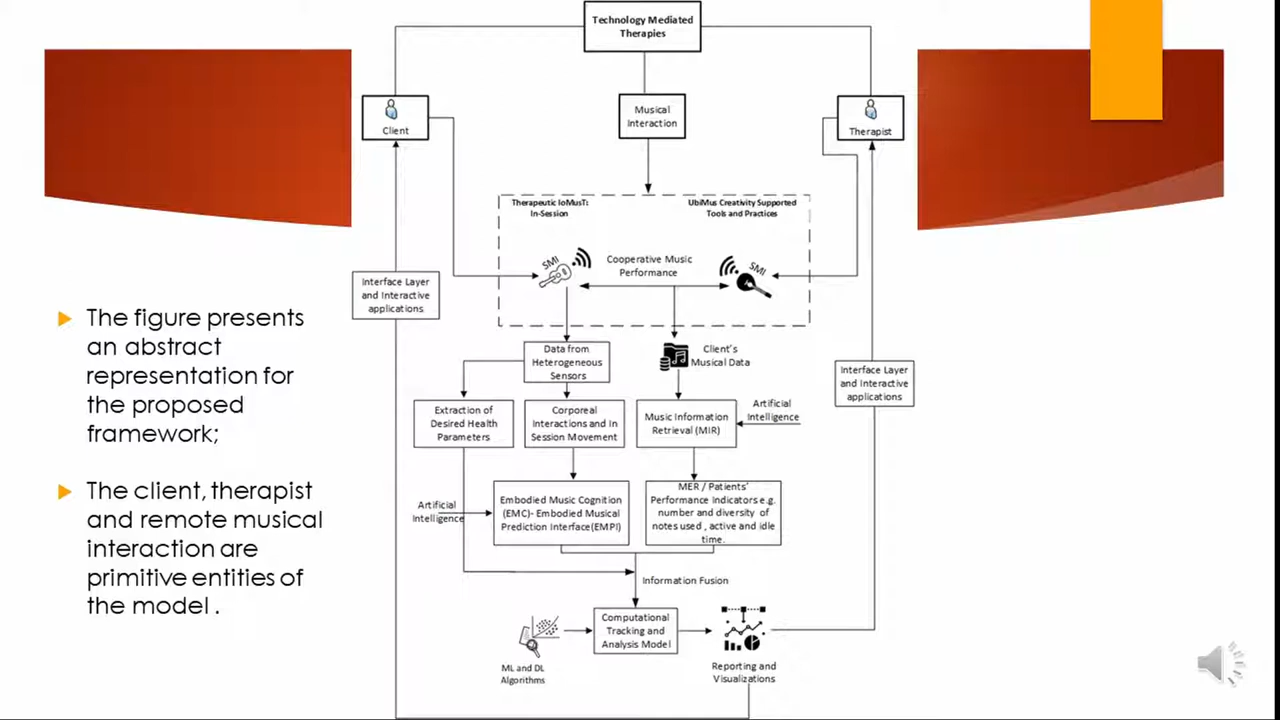 Technology Mediated
Therapies
Client
Musical
Interaction
Therapist
Therapeutic IoMusT:
In-Session
UbiMus Creativity Supported
Tools and Practices
SMI
Cooperative Music
Performance
SMI
Interface Layer
and Interactive
applications
The figure presents
an abstract
representation for
the proposed
framework;
The client, therapist
and remote musical
interaction are
primitive entities of
the model .
Data from
Heterogeneous
Sensors
Client's
Musical Data
Interface Layer
and Interactive
applications
Extraction of
Desired Health
Parameters
Corporeal
Interactions and In
Session Movement
Music Information
Retrieval (MIR)
Artificial
Intelligence
Artificial
Intelligence
Embodied Music Cognition
(EMC)- Embodied Musical
Prediction Interface(EMPI)
MER / Patients'
Performance Indicators e.g.
number and diversity of
notes used , active and idle
time.
Information Fusion
Computational
Tracking and
Analysis Model
ML and DL
Algorithms
Reporting and
Visualizations